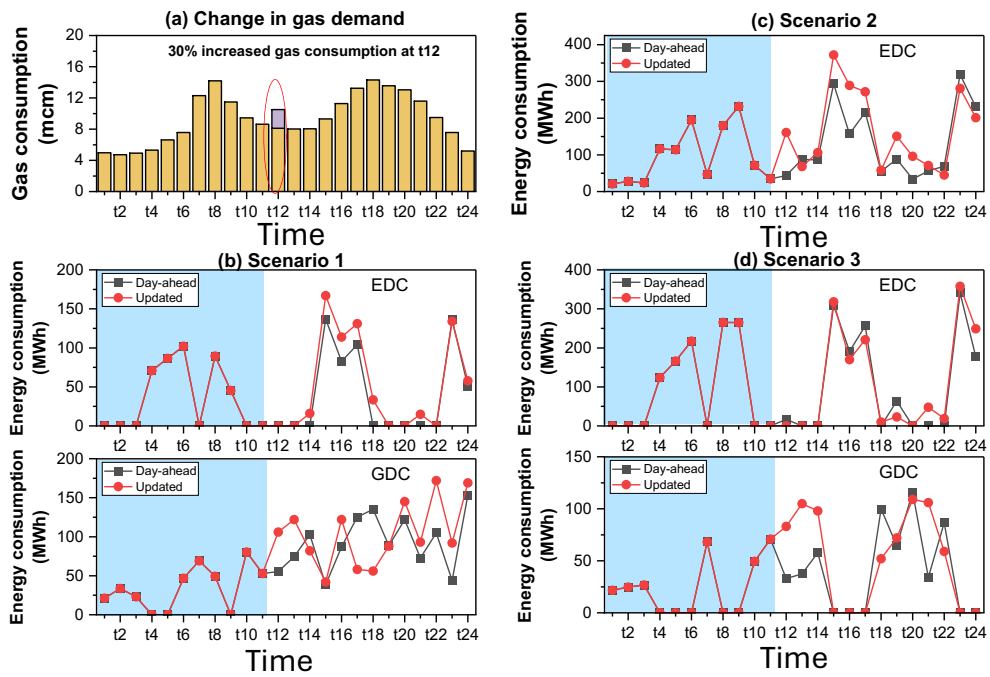 (a) Change in gas demand
30% increased gas consumption at t12
Gas consumption
(mcm)
20
16
12
8
4
0
t2 t4 t6 t8 t10 t12 t14 t16 t18 t20 t22 t24
Time
(c) Scenario 2
Day-ahead
Updated
EDC
Energy consumption
(MWh)
400
300
200
100
0
t2 t4 t6 t8 t10 t12 t14 t16 t18 t20 t22 t24
Time
(b) Scenario 1
Day-ahead
Updated
EDC
Energy consumption
(MWh)
200
150
100
50
0
t2 t4 t6 t8 t10 t12 t14 t16 t18 t20 t22 t24
Day-ahead
Updated
GDC
Energy consumption
(MWh)
200
150
100
50
0
t2 t4 t6 t8 t10 t12 t14 t16 t18 t20 t22 t24
Time
(d) Scenario 3
Day-ahead
Updated
EDC
Energy consumption
(MWh)
400
300
200
100
0
t2 t4 t6 t8 t10 t12 t14 t16 t18 t20 t22 t24
Day-ahead
Updated
GDC
Energy consumption
(MWh)
150
100
50
0
t2 t4 t6 t8 t10 t12 t14 t16 t18 t20 t22 t24
Time